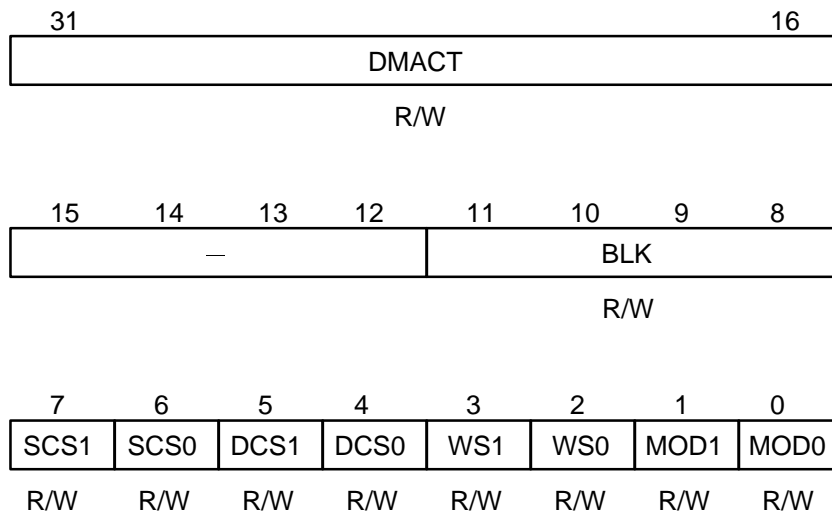 31 16
DMACT
R/W
15 14 13 12 11 10 9 8
— BLK
R/W
7 6 5 4 3 2 1 0
SCS1 SCS0 DCS1 DCS0 WS1 WS0 MOD1 MOD0
R/W R/W R/W R/W R/W R/W R/W R/W